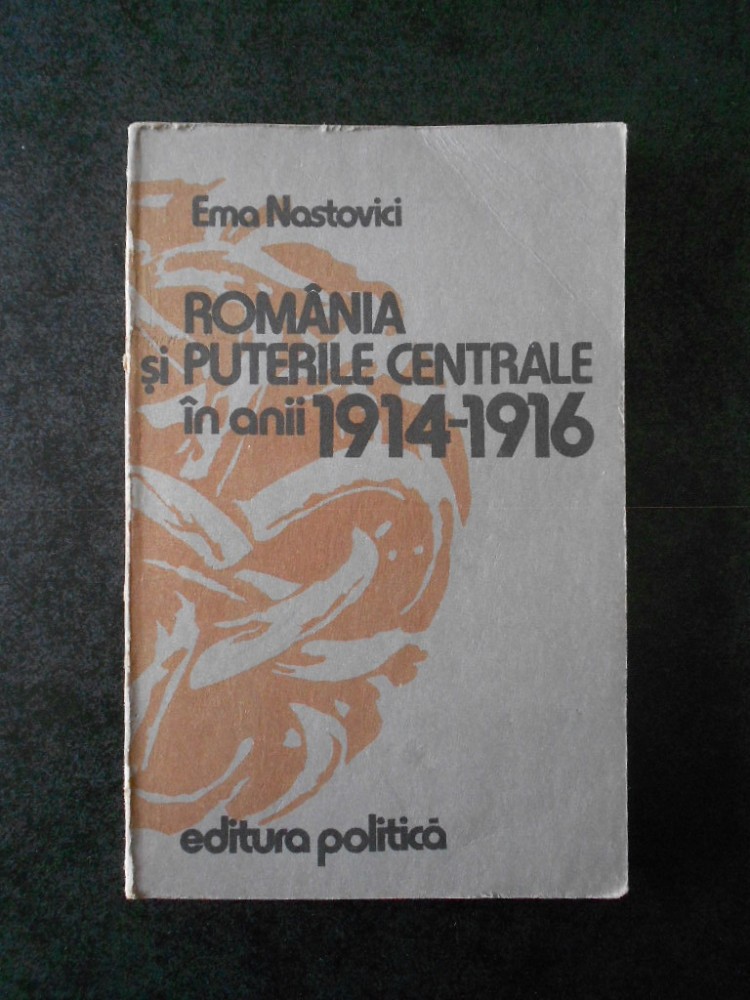 Ema Nastovici
ROMÂNIA
și PUTERILE CENTRALE
în anii 1914-1916
editura politică